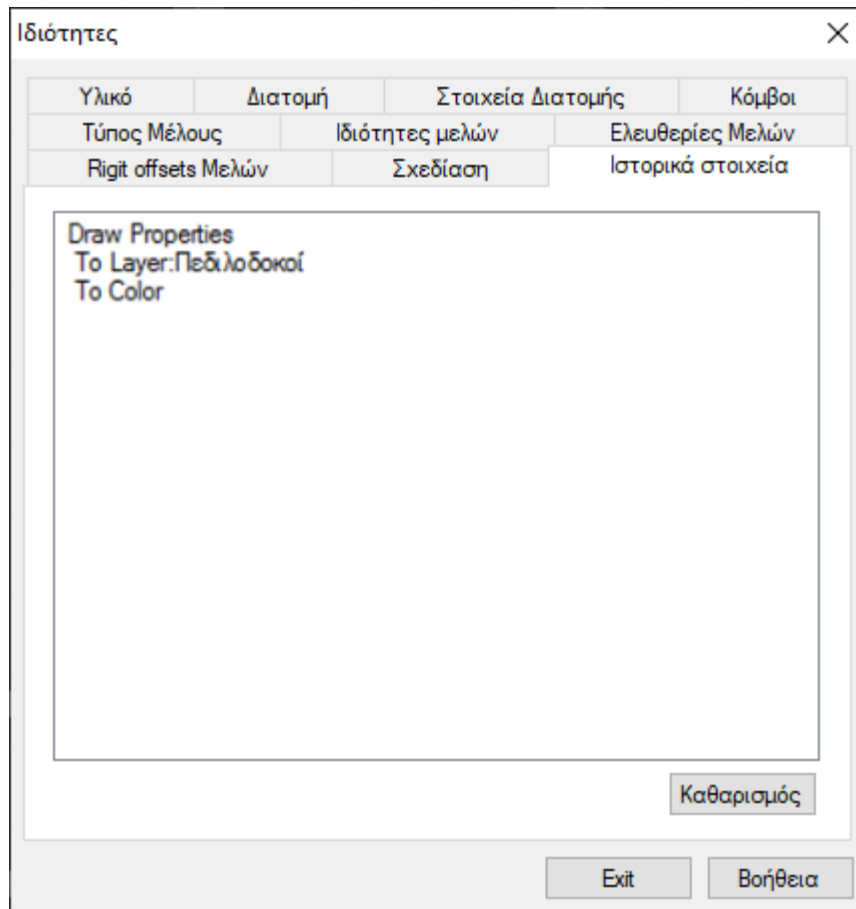 Ιδιότητες
Υλικό Διατομή Στοιχεία Διατομής Κόμβοι
Τύπος Μέλους Ιδιότητες μελών Ελευθερίες Μελών
Rigit offsets Μελών Σχεδίαση Ιστορικά στοιχεία
Draw Properties
To Layer:Πεδιλοδοκοί
To Color
Καθαρισμός
Exit Βοήθεια